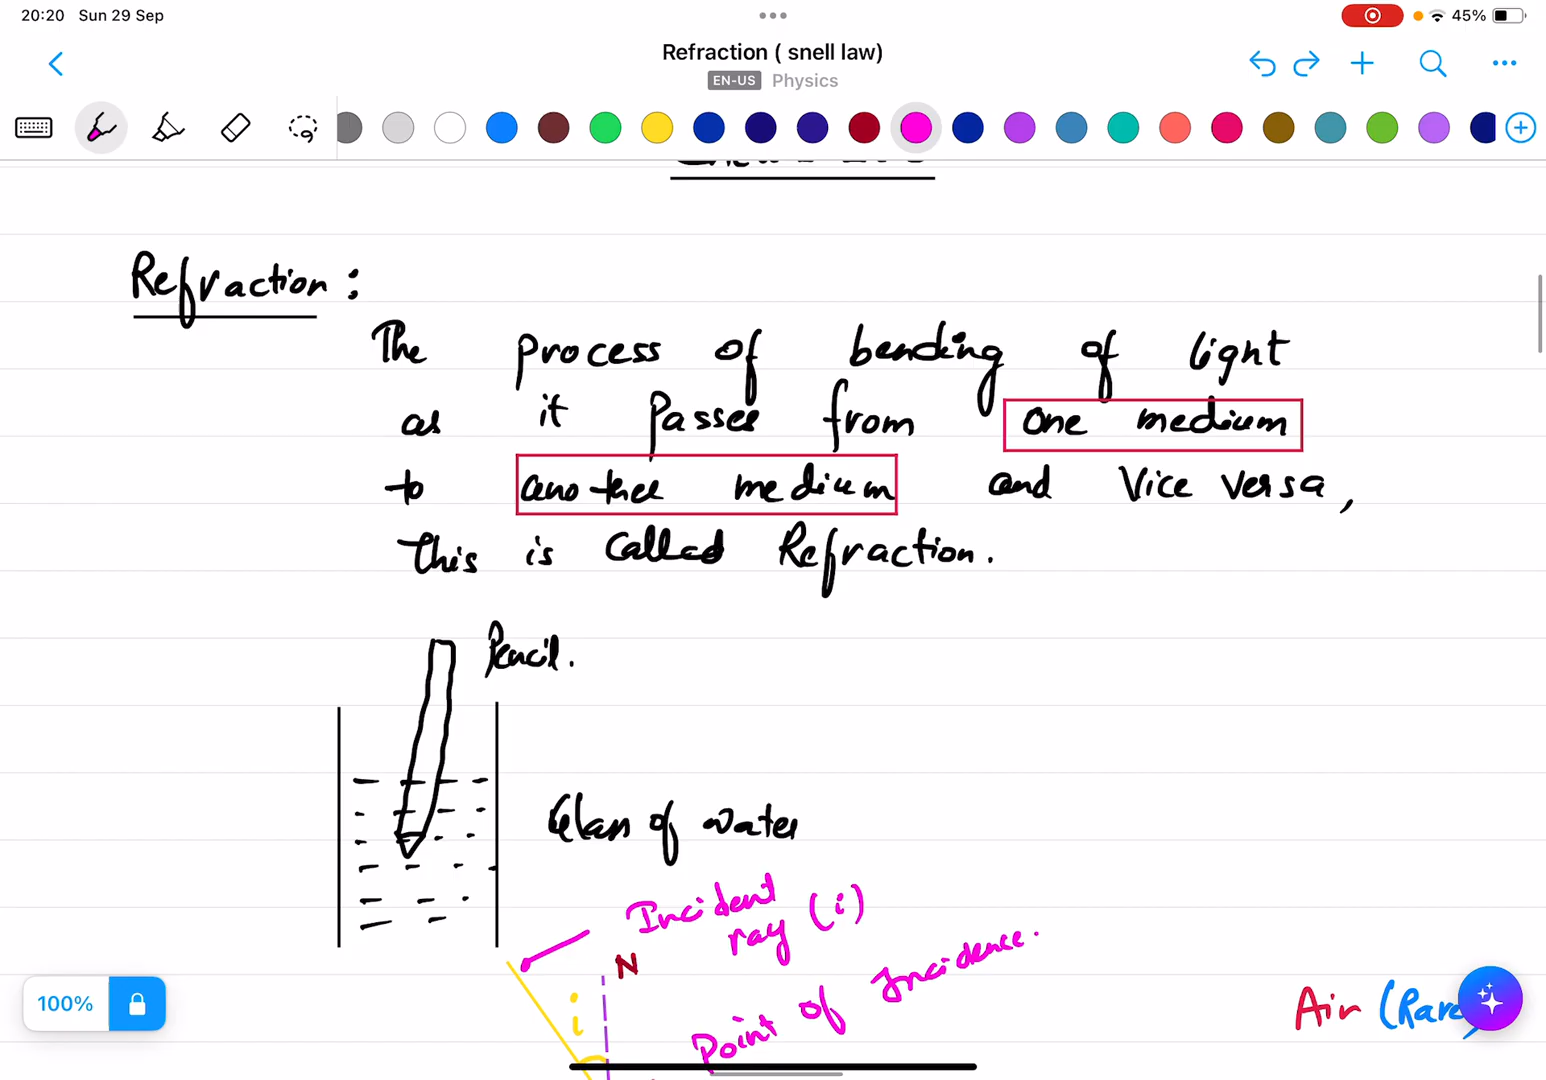 20:20 Sun 29 Sep
45%
Refraction ( snell law)
EN-US Physics
Refraction :
The process of bending of light
as it passes from one medium
to another medium and vice versa,
this is called Refraction.
Pencil.
Glass of water
Incident
ray (i)
N
i
Point of Incidence.
Air (Rare
100%